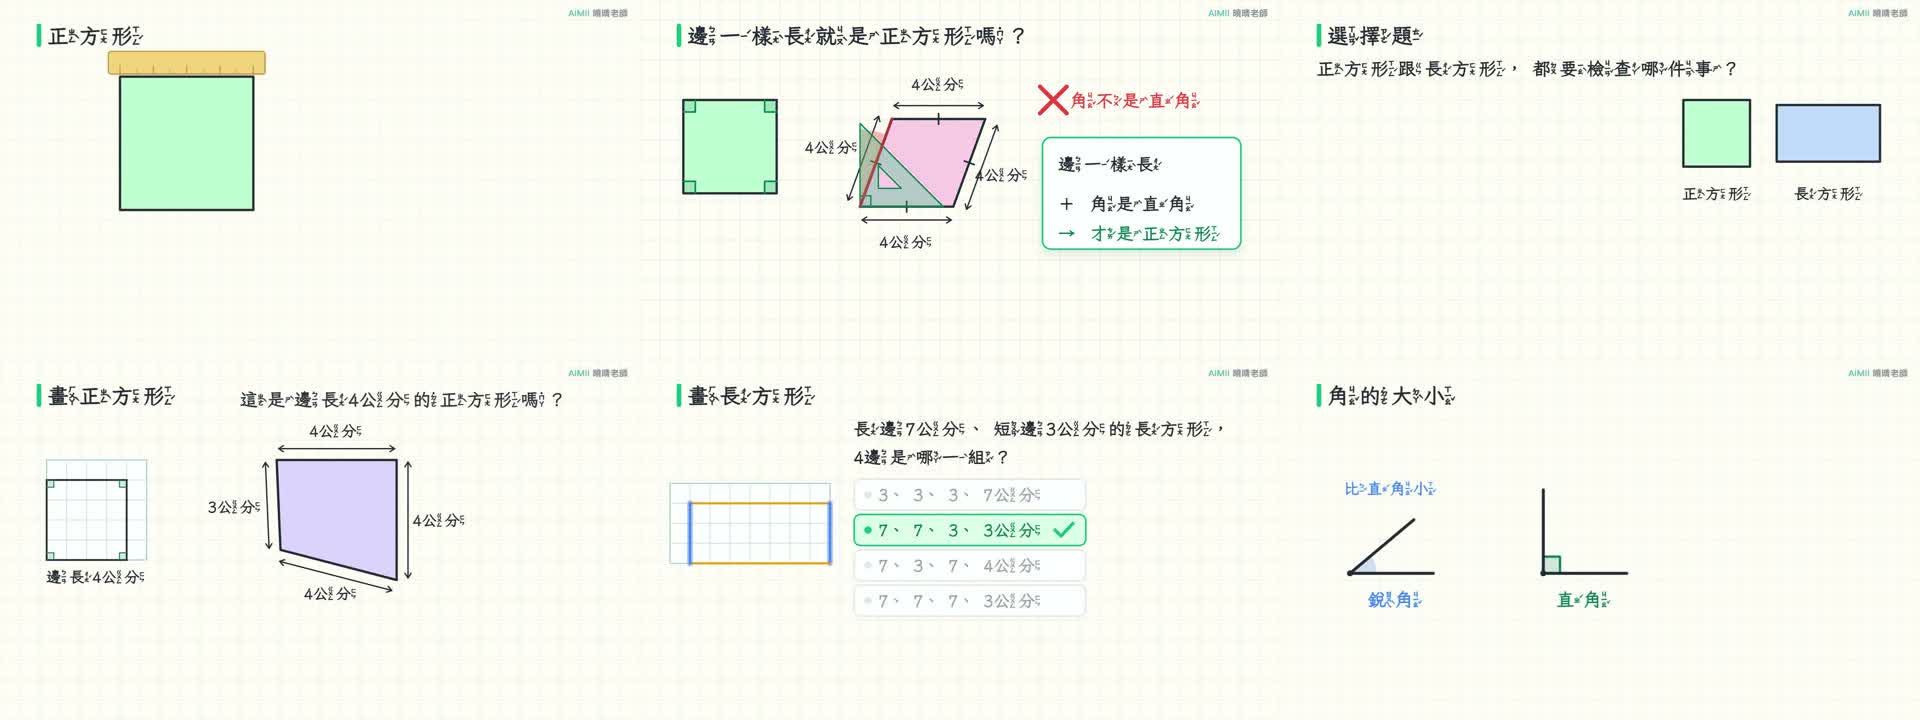 AiMii 曉晴老師
正方形
AiMii 曉晴老師
邊一樣長就是正方形嗎？
4公分
4公分
4公分
4公分
角不是直角
邊一樣長
+ 角是直角
→ 才是正方形
AiMii 曉晴老師
選擇題
正方形跟長方形，都要檢查哪件事？
正方形
長方形
AiMii 曉晴老師
畫正方形
這是邊長4公分的正方形嗎？
邊長4公分
4公分
3公分
4公分
4公分
AiMii 曉晴老師
畫長方形
長邊7公分、短邊3公分的長方形，
4邊是哪一組？
3、3、3、7公分
7、7、3、3公分
7、3、7、4公分
7、7、7、3公分
AiMii 曉晴老師
角的大小
比直角小
銳角
直角